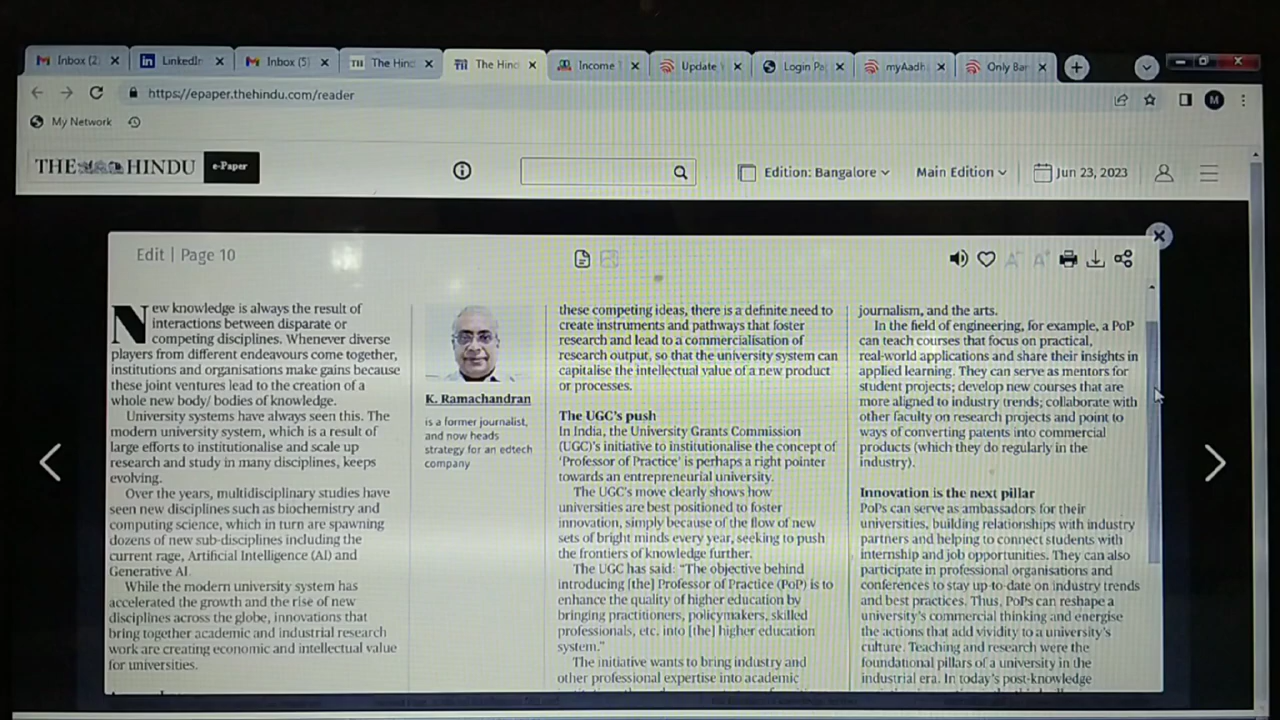 Inbox (2
LinkedIn
Inbox (5)
The Hind
The Hind
Income T
Update Y
Login Pa
myAadh
Only Ban
https://epaper.thehindu.com/reader
M
My Network
THE HINDU
e-Paper
Edition: Bangalore
Main Edition
Jun 23, 2023
Edit | Page 10
New knowledge is always the result of
interactions between disparate or
competing disciplines. Whenever diverse
players from different endeavours come together,
institutions and organisations make gains because
these joint ventures lead to the creation of a
whole new body/ bodies of knowledge.
University systems have always seen this. The
modern university system, which is a result of
large efforts to institutionalise and scale up
research and study in many disciplines, keeps
evolving.
Over the years, multidisciplinary studies have
seen new disciplines such as biochemistry and
computing science, which in turn are spawning
dozens of new sub-disciplines including the
current rage, Artificial Intelligence (AI) and
Generative AI.
While the modern university system has
accelerated the growth and the rise of new
disciplines across the globe, innovations that
bring together academic and industrial research
work are creating economic and intellectual value
for universities.
K. Ramachandran
is a former journalist,
and now heads
strategy for an edtech
company
these competing ideas, there is a definite need to
create instruments and pathways that foster
research and lead to a commercialisation of
research output, so that the university system can
capitalise the intellectual value of a new product
or processes.
The UGC's push
In India, the University Grants Commission
(UGC)'s initiative to institutionalise the concept of
'Professor of Practice' is perhaps a right pointer
towards an entrepreneurial university.
The UGC's move clearly shows how
universities are best positioned to foster
innovation, simply because of the flow of new
sets of bright minds every year, seeking to push
the frontiers of knowledge further.
The UGC has said: "The objective behind
introducing [the] Professor of Practice (PoP) is to
enhance the quality of higher education by
bringing practitioners, policymakers, skilled
professionals, etc. into [the] higher education
system."
The initiative wants to bring industry and
other professional expertise into academic
journalism, and the arts.
In the field of engineering, for example, a PoP
can teach courses that focus on practical,
real-world applications and share their insights in
applied learning. They can serve as mentors for
student projects; develop new courses that are
more aligned to industry trends; collaborate with
other faculty on research projects and point to
ways of converting patents into commercial
products (which they do regularly in the
industry).
Innovation is the next pillar
PoPs can serve as ambassadors for their
universities, building relationships with industry
partners and helping to connect students with
internship and job opportunities. They can also
participate in professional organisations and
conferences to stay up-to-date on industry trends
and best practices. Thus, PoPs can reshape a
university's commercial thinking and energise
the actions that add vividity to a university's
culture. Teaching and research were the
foundational pillars of a university in the
industrial era. In today's post-knowledge